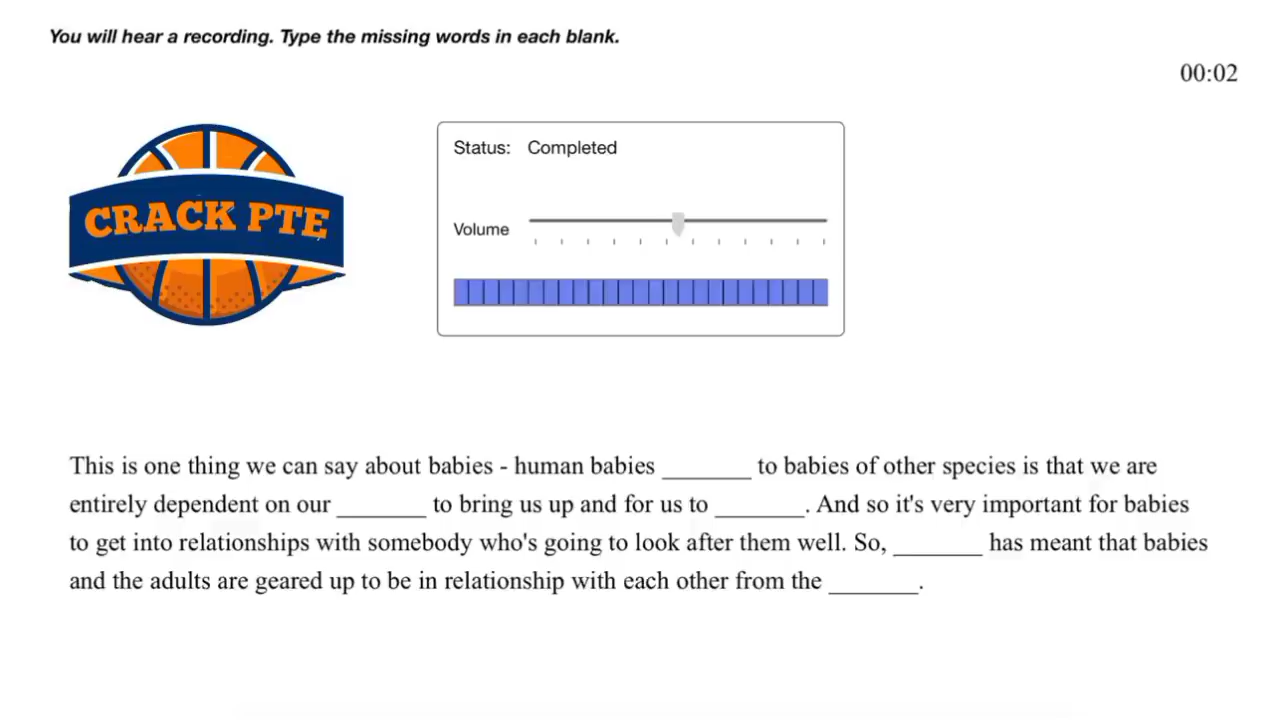 You will hear a recording. Type the missing words in each blank.
00:02
CRACK PTE
Status: Completed
Volume
This is one thing we can say about babies - human babies _______ to babies of other species is that we are
entirely dependent on our _______ to bring us up and for us to _______. And so it's very important for babies
to get into relationships with somebody who's going to look after them well. So, _______ has meant that babies
and the adults are geared up to be in relationship with each other from the _______.